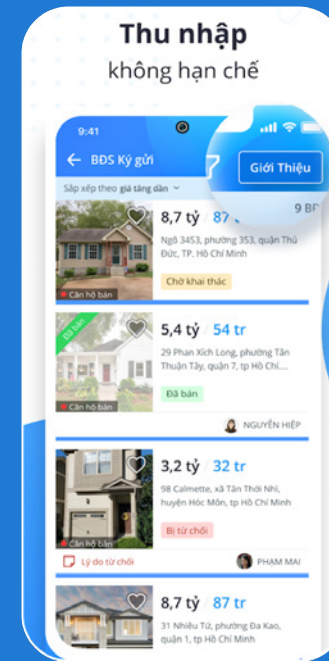 Thu nhập
không hạn chế
9:41
BĐS Ký gửi
Giới Thiệu
Sắp xếp theo giá tăng dần
9
8,7 tỷ / 87
Ngõ 3453, phường 353, quận Thủ
Đức, TP. Hồ Chí Minh
Chờ khai thác
Căn hộ bán
Đã bán
5,4 tỷ / 54 tr
29 Phan Xích Long, phường Tân
Thuận Tây, quận 7, tp Hồ Chí....
Đã bán
Căn hộ bán
NGUYỄN HIỆP
3,2 tỷ / 32 tr
98 Calmette, xã Tân Thới Nhì,
huyện Hóc Môn, tp Hồ Chí Minh
Bị từ chối
Căn hộ bán
Lý do từ chối
PHẠM MAI
8,7 tỷ / 87 tr
31 Nhiêu Tứ, phường Đa Kao,
quận 1, tp Hồ Chí Minh